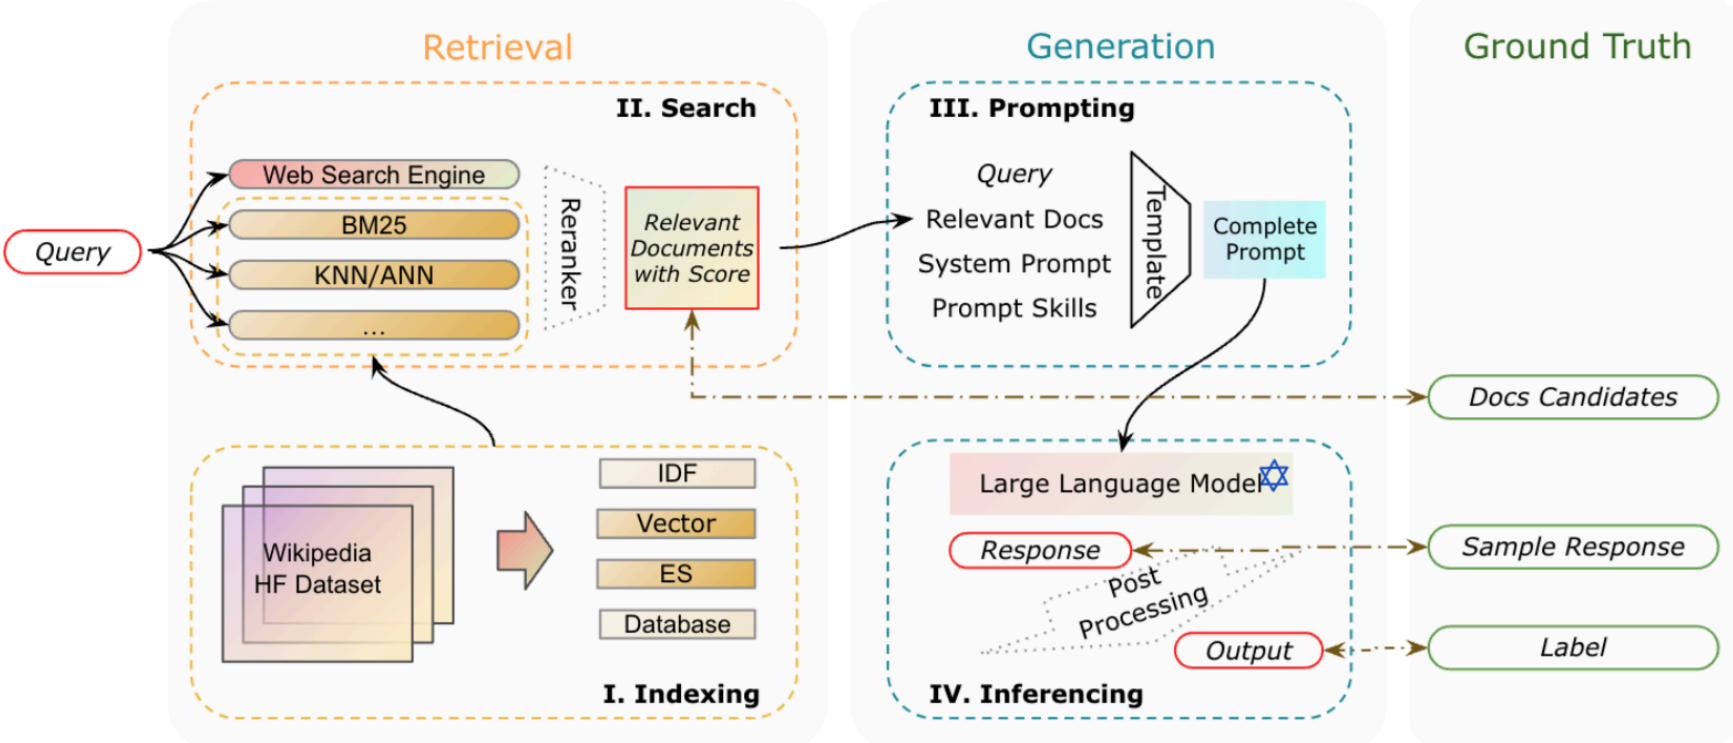 Retrieval
Generation
Ground Truth
II. Search
III. Prompting
Query
Web Search Engine
BM25
KNN/ANN
...
Reranker
Relevant
Documents
with Score
Query
Relevant Docs
System Prompt
Prompt Skills
Template
Complete
Prompt
Docs Candidates
Wikipedia
HF Dataset
IDF
Vector
ES
Database
I. Indexing
Large Language Model
Response
Post
Processing
Output
IV. Inferencing
Sample Response
Label